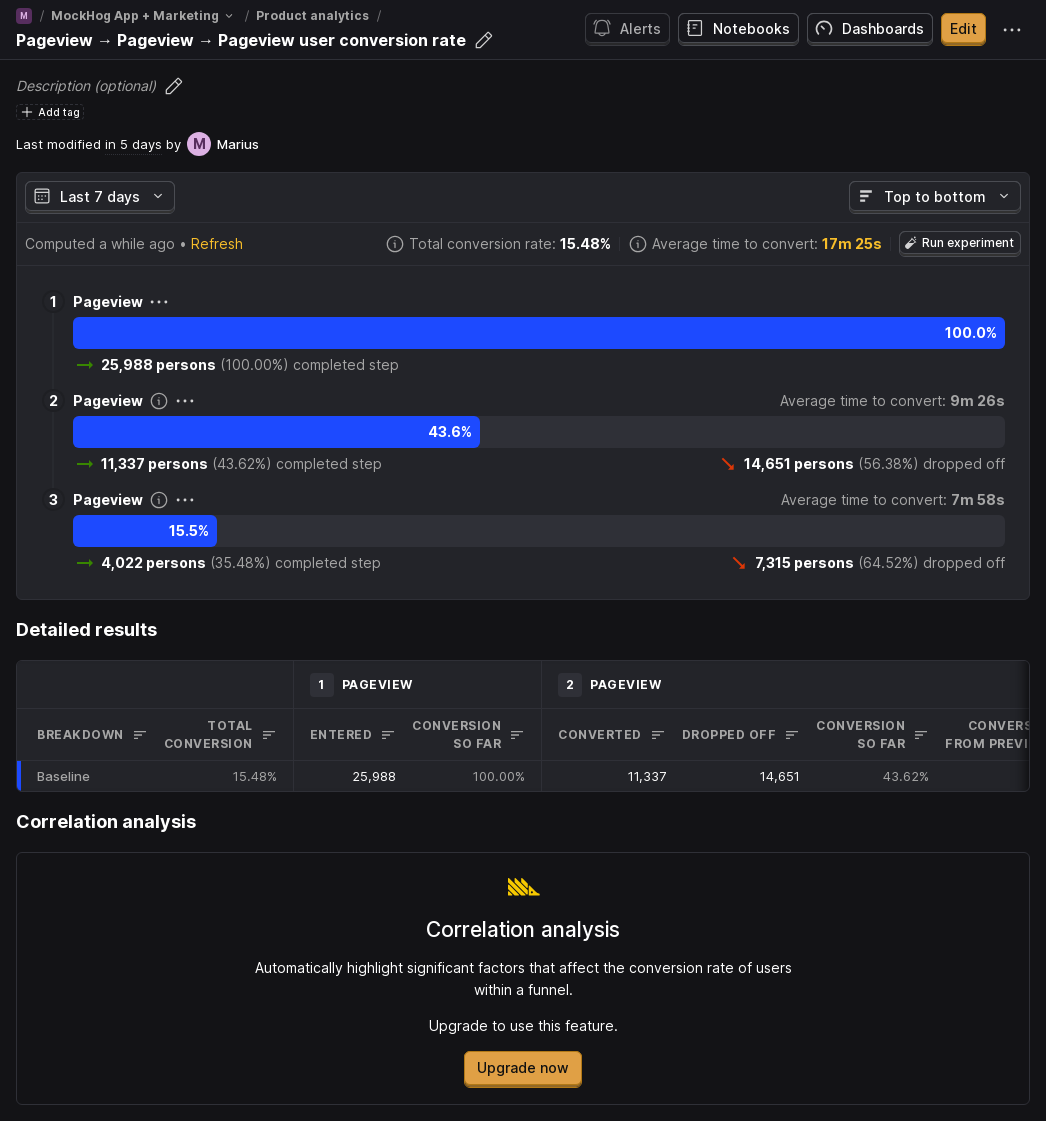 M / MockHog App + Marketing / Product analytics /
Pageview → Pageview → Pageview user conversion rate
Alerts
Notebooks
Dashboards
Edit
Description (optional)
Add tag
Last modified in 5 days by M Marius
Last 7 days
Top to bottom
Computed a while ago • Refresh
Total conversion rate: 15.48%
Average time to convert: 17m 25s
Run experiment
1 Pageview
100.0%
25,988 persons (100.00%) completed step
2 Pageview
Average time to convert: 9m 26s
43.6%
11,337 persons (43.62%) completed step
14,651 persons (56.38%) dropped off
3 Pageview
Average time to convert: 7m 58s
15.5%
4,022 persons (35.48%) completed step
7,315 persons (64.52%) dropped off
Detailed results
1 PAGEVIEW
2 PAGEVIEW
BREAKDOWN
TOTAL
CONVERSION
ENTERED
CONVERSION
SO FAR
CONVERTED
DROPPED OFF
CONVERSION
SO FAR
CONVERS
FROM PREVI
Baseline 15.48% 25,988 100.00% 11,337 14,651 43.62%
Correlation analysis
Correlation analysis
Automatically highlight significant factors that affect the conversion rate of users
within a funnel.
Upgrade to use this feature.
Upgrade now